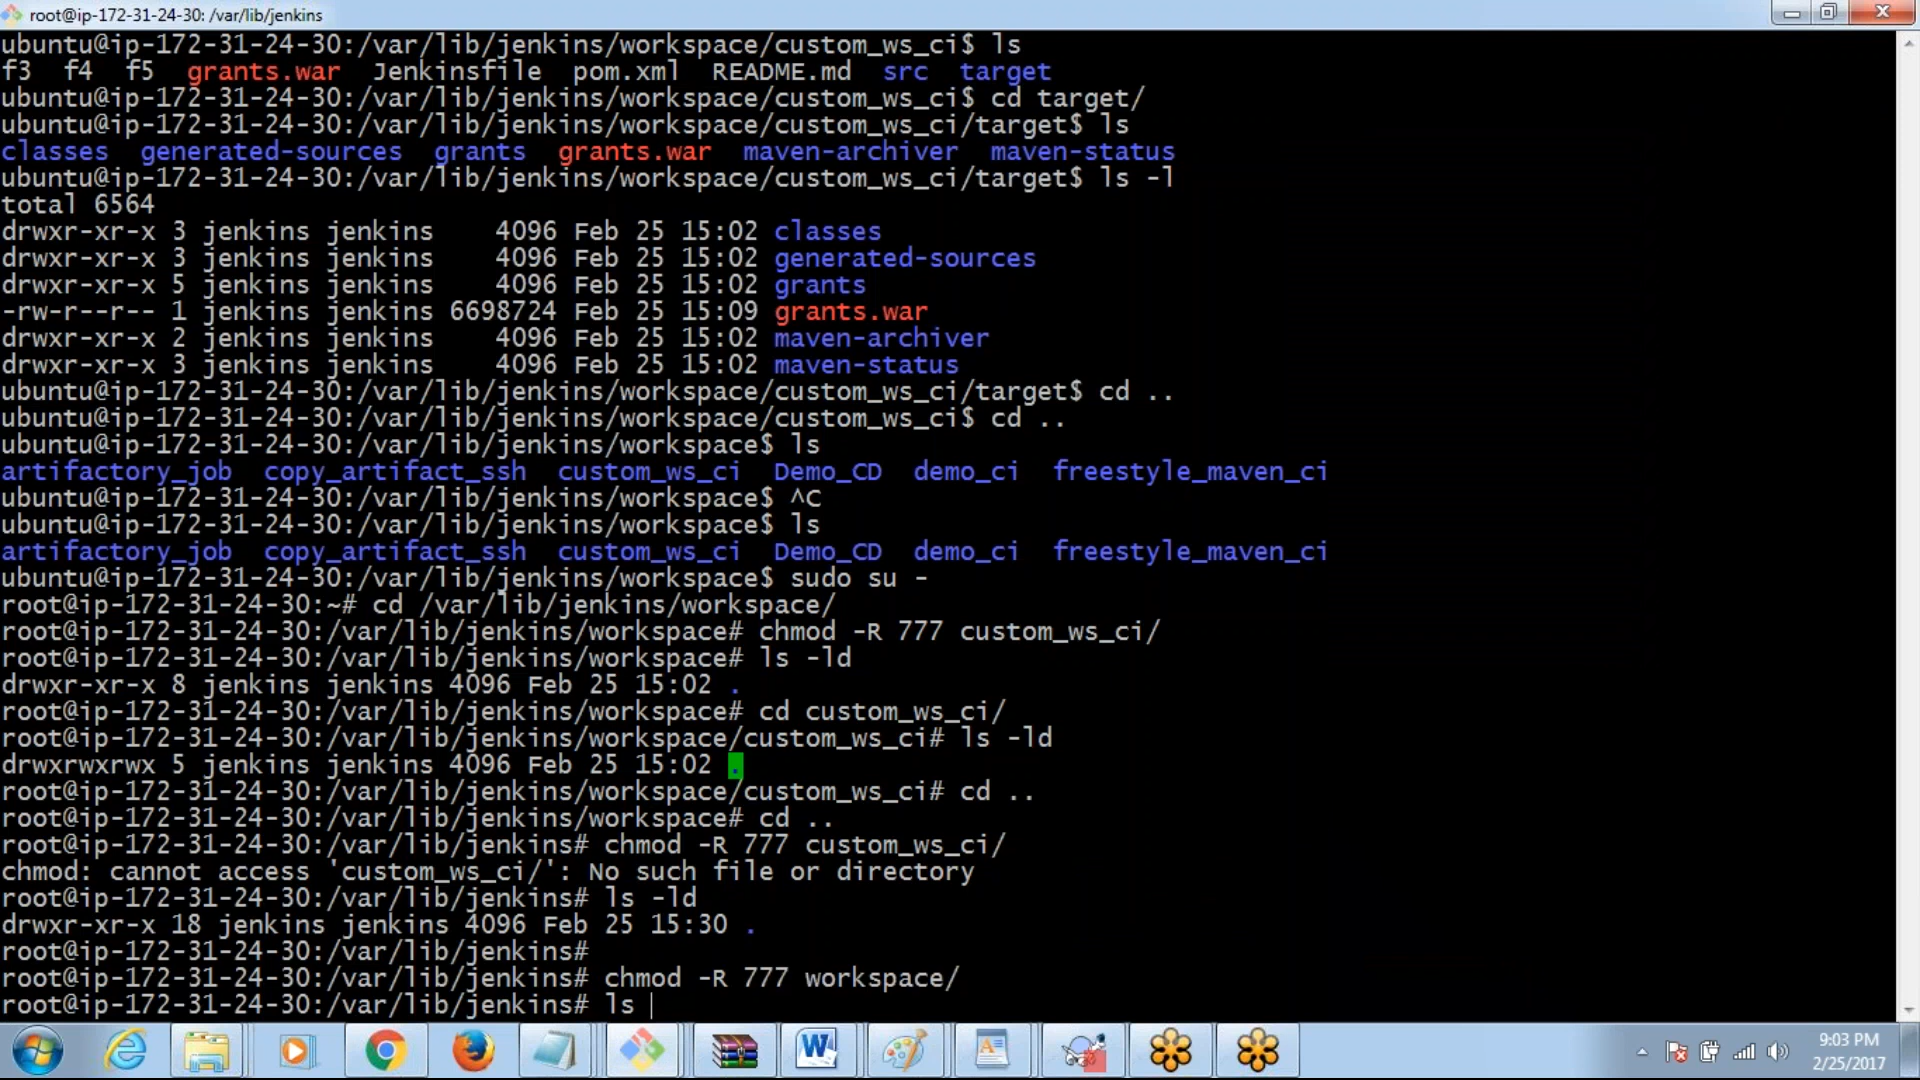 root@ip-172-31-24-30: /var/lib/jenkins
ubuntu@ip-172-31-24-30:/var/lib/jenkins/workspace/custom_ws_ci$ ls
f3  f4  f5  grants.war  Jenkinsfile  pom.xml  README.md  src  target
ubuntu@ip-172-31-24-30:/var/lib/jenkins/workspace/custom_ws_ci$ cd target/
ubuntu@ip-172-31-24-30:/var/lib/jenkins/workspace/custom_ws_ci/target$ ls
classes  generated-sources  grants  grants.war  maven-archiver  maven-status
ubuntu@ip-172-31-24-30:/var/lib/jenkins/workspace/custom_ws_ci/target$ ls -l
total 6564
drwxr-xr-x 3 jenkins jenkins    4096 Feb 25 15:02 classes
drwxr-xr-x 3 jenkins jenkins    4096 Feb 25 15:02 generated-sources
drwxr-xr-x 5 jenkins jenkins    4096 Feb 25 15:02 grants
-rw-r--r-- 1 jenkins jenkins 6698724 Feb 25 15:09 grants.war
drwxr-xr-x 2 jenkins jenkins    4096 Feb 25 15:02 maven-archiver
drwxr-xr-x 3 jenkins jenkins    4096 Feb 25 15:02 maven-status
ubuntu@ip-172-31-24-30:/var/lib/jenkins/workspace/custom_ws_ci/target$ cd ..
ubuntu@ip-172-31-24-30:/var/lib/jenkins/workspace/custom_ws_ci$ cd ..
ubuntu@ip-172-31-24-30:/var/lib/jenkins/workspace$ ls
artifactory_job  copy_artifact_ssh  custom_ws_ci  Demo_CD  demo_ci  freestyle_maven_ci
ubuntu@ip-172-31-24-30:/var/lib/jenkins/workspace$ ^C
ubuntu@ip-172-31-24-30:/var/lib/jenkins/workspace$ ls
artifactory_job  copy_artifact_ssh  custom_ws_ci  Demo_CD  demo_ci  freestyle_maven_ci
ubuntu@ip-172-31-24-30:/var/lib/jenkins/workspace$ sudo su -
root@ip-172-31-24-30:~# cd /var/lib/jenkins/workspace/
root@ip-172-31-24-30:/var/lib/jenkins/workspace# chmod -R 777 custom_ws_ci/
root@ip-172-31-24-30:/var/lib/jenkins/workspace# ls -ld
drwxr-xr-x 8 jenkins jenkins 4096 Feb 25 15:02 .
root@ip-172-31-24-30:/var/lib/jenkins/workspace# cd custom_ws_ci/
root@ip-172-31-24-30:/var/lib/jenkins/workspace/custom_ws_ci# ls -ld
drwxrwxrwx 5 jenkins jenkins 4096 Feb 25 15:02 .
root@ip-172-31-24-30:/var/lib/jenkins/workspace/custom_ws_ci# cd ..
root@ip-172-31-24-30:/var/lib/jenkins/workspace# cd ..
root@ip-172-31-24-30:/var/lib/jenkins# chmod -R 777 custom_ws_ci/
chmod: cannot access 'custom_ws_ci/': No such file or directory
root@ip-172-31-24-30:/var/lib/jenkins# ls -ld
drwxr-xr-x 18 jenkins jenkins 4096 Feb 25 15:30 .
root@ip-172-31-24-30:/var/lib/jenkins#
root@ip-172-31-24-30:/var/lib/jenkins# chmod -R 777 workspace/
root@ip-172-31-24-30:/var/lib/jenkins# ls
9:03 PM
2/25/2017